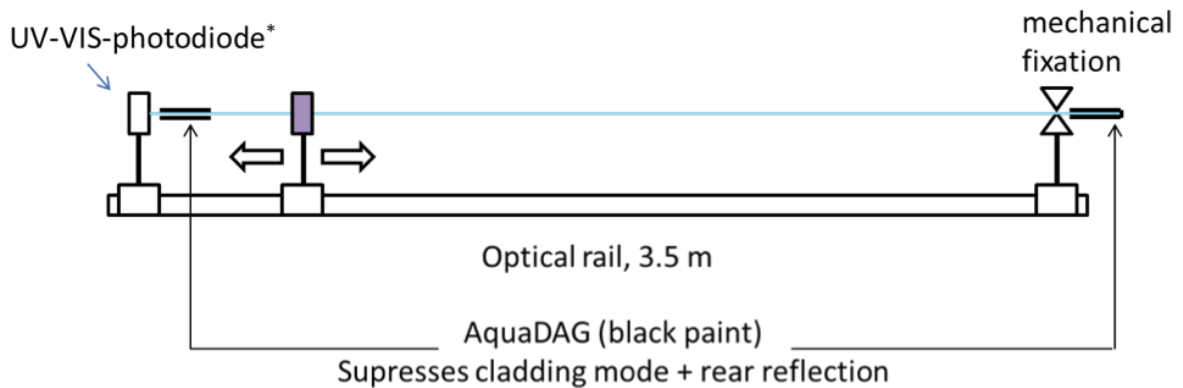 UV-VIS-photodiode*
mechanical
fixation
Optical rail, 3.5 m
AquaDAG (black paint)
Supresses cladding mode + rear reflection